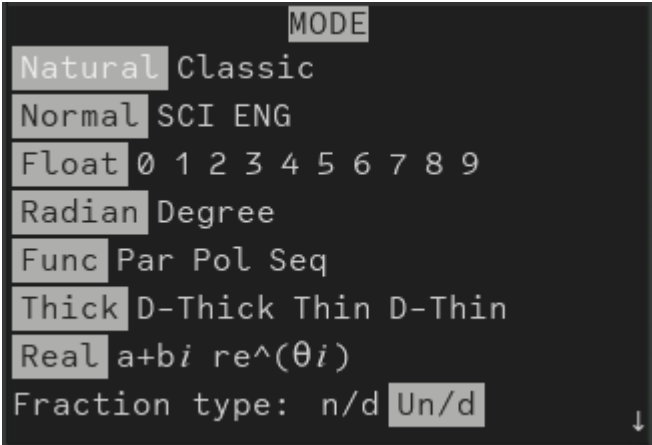 MODE
Natural Classic
Normal SCI ENG
Float 0 1 2 3 4 5 6 7 8 9
Radian Degree
Func Par Pol Seq
Thick D-Thick Thin D-Thin
Real a+bi re^(θi)
Fraction type: n/d Un/d ↓